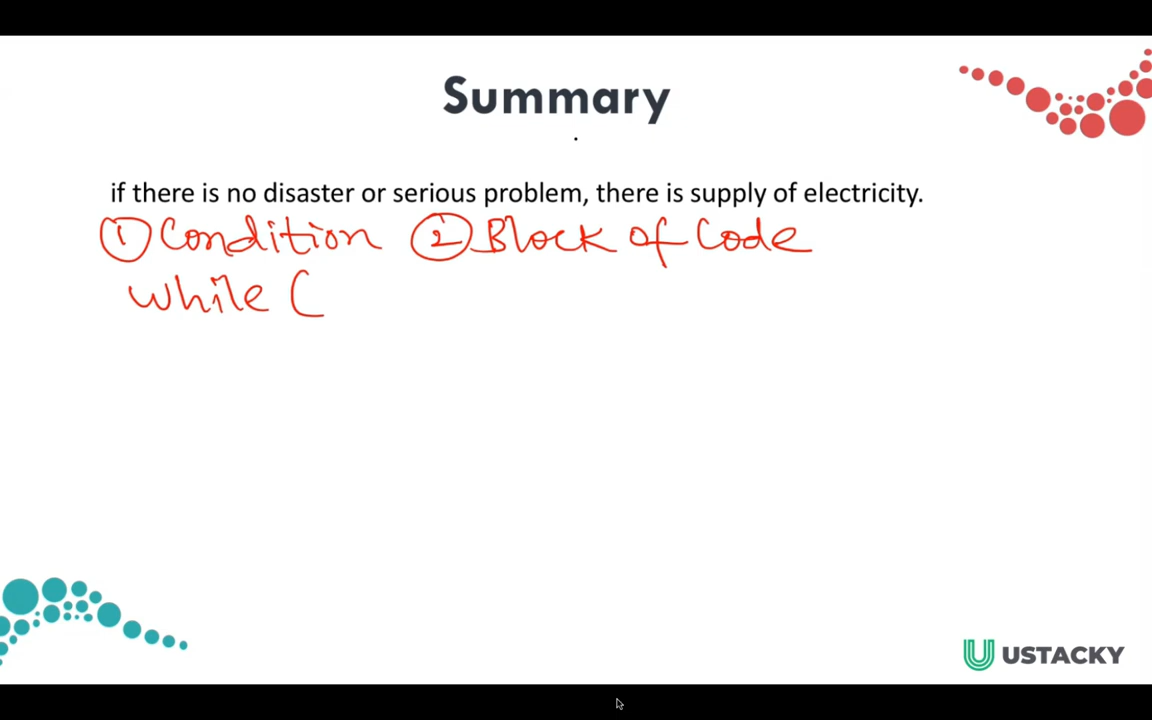 Summary
if there is no disaster or serious problem, there is supply of electricity.
① Condition ② Block of Code
while (
USTACKY